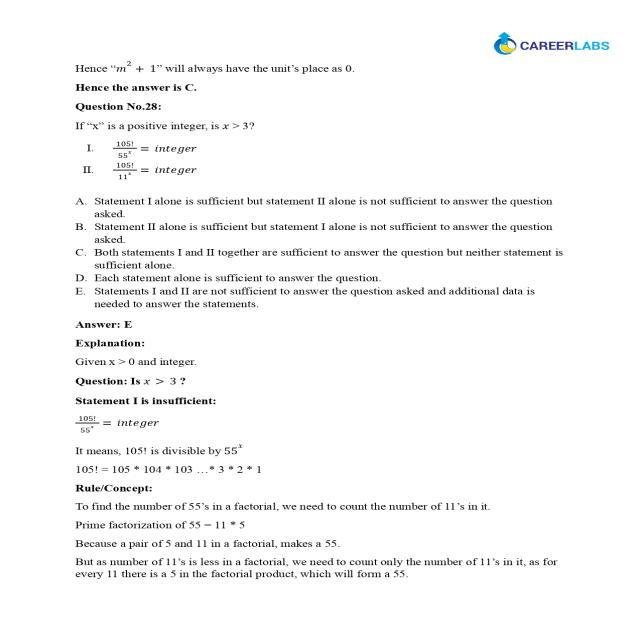 CAREERLABS
Hence “m² + 1” will always have the unit’s place as 0.
Hence the answer is C.
Question No.28:
If “x” is a positive integer, is x > 3?
I. 105!/55ˣ = integer
II. 105!/11ˣ = integer
A. Statement I alone is sufficient but statement II alone is not sufficient to answer the question
asked.
B. Statement II alone is sufficient but statement I alone is not sufficient to answer the question
asked.
C. Both statements I and II together are sufficient to answer the question but neither statement is
sufficient alone.
D. Each statement alone is sufficient to answer the question.
E. Statements I and II are not sufficient to answer the question asked and additional data is
needed to answer the statements.
Answer: E
Explanation:
Given x > 0 and integer.
Question: Is x > 3 ?
Statement I is insufficient:
105!/55ˣ = integer
It means, 105! is divisible by 55ˣ
105! = 105 * 104 * 103 …* 3 * 2 * 1
Rule/Concept:
To find the number of 55’s in a factorial, we need to count the number of 11’s in it.
Prime factorization of 55 – 11 * 5
Because a pair of 5 and 11 in a factorial, makes a 55.
But as number of 11’s is less in a factorial, we need to count only the number of 11’s in it, as for
every 11 there is a 5 in the factorial product, which will form a 55.